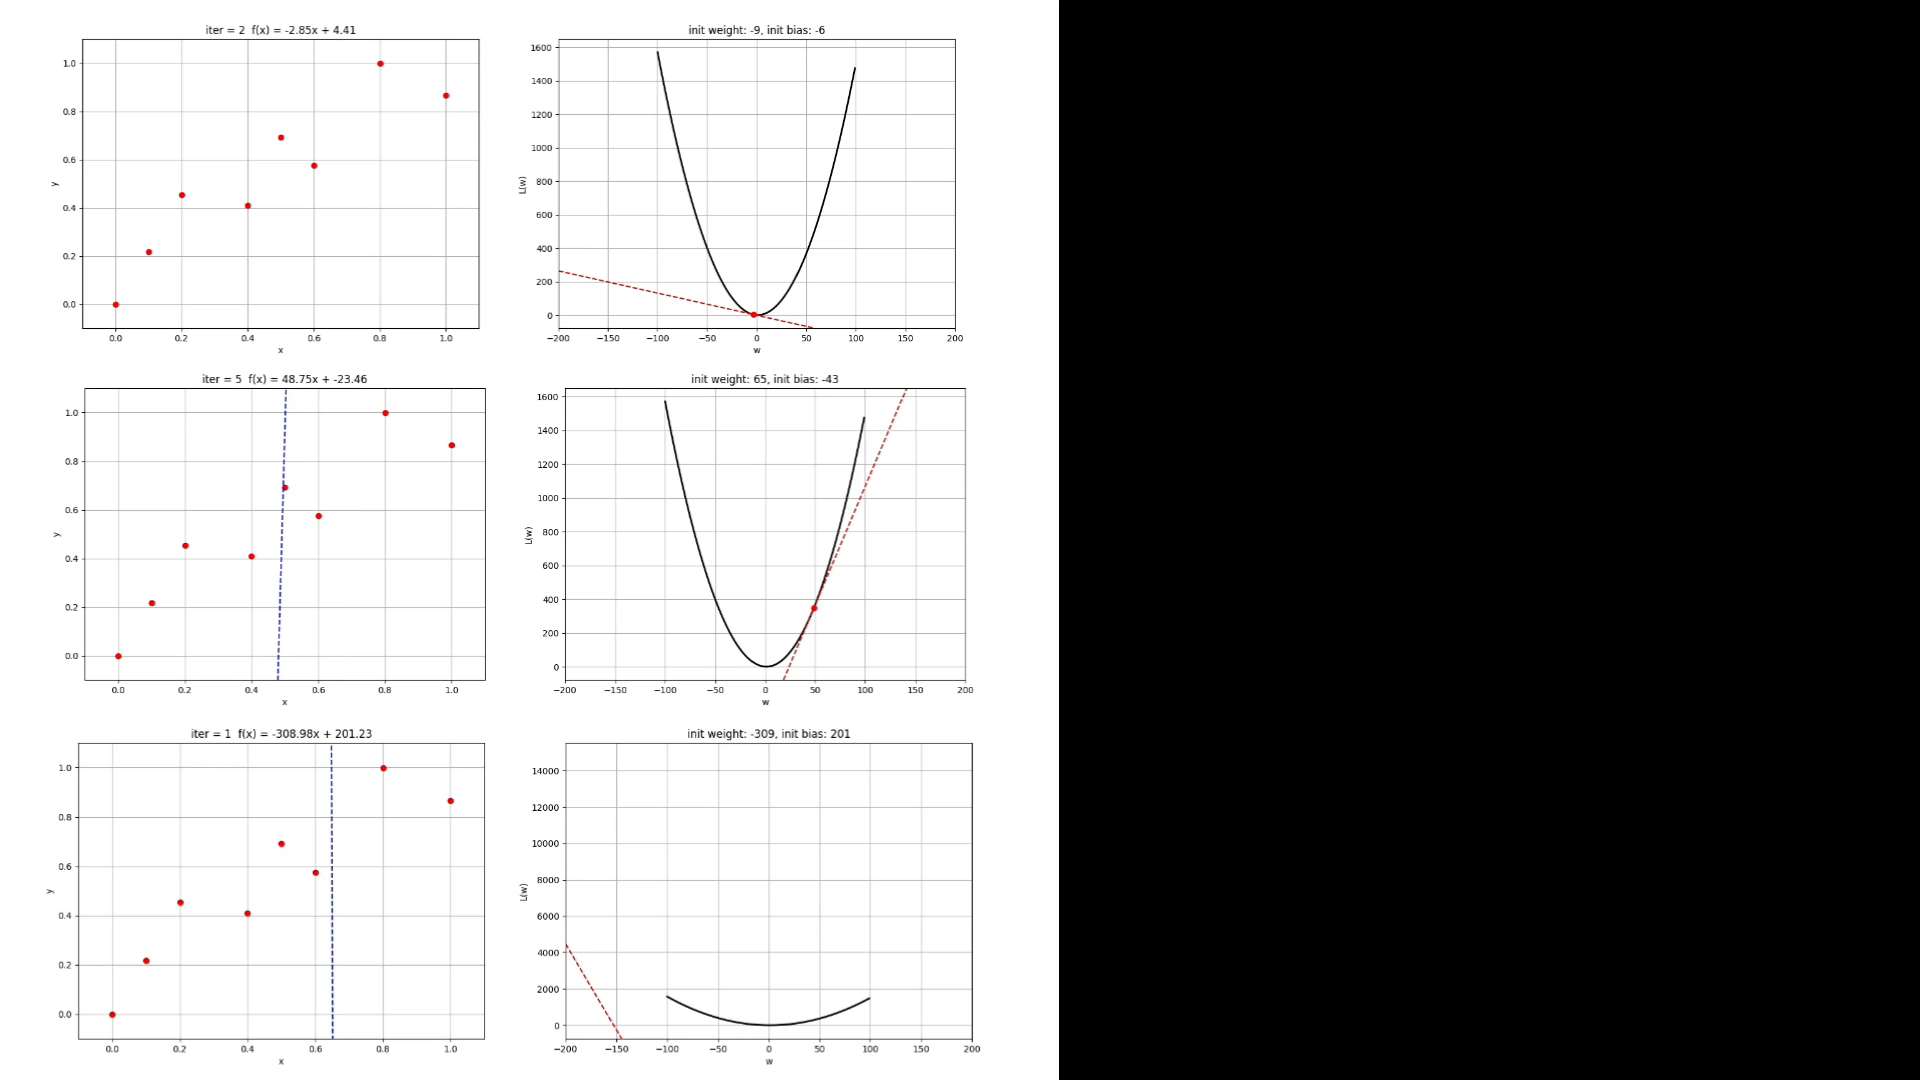 iter = 2 f(x) = -2.85x + 4.41
1.0
0.8
0.6
0.4
0.2
0.0
y
0.0 0.2 0.4 0.6 0.8 1.0
x
init weight: -9, init bias: -6
1600
1400
1200
1000
800
600
400
200
0
L(w)
−200 −150 −100 −50 0 50 100 150 200
w
iter = 5 f(x) = 48.75x + -23.46
1.0
0.8
0.6
0.4
0.2
0.0
y
0.0 0.2 0.4 0.6 0.8 1.0
x
init weight: 65, init bias: -43
1600
1400
1200
1000
800
600
400
200
0
L(w)
−200 −150 −100 −50 0 50 100 150 200
w
iter = 1 f(x) = -308.98x + 201.23
1.0
0.8
0.6
0.4
0.2
0.0
y
0.0 0.2 0.4 0.6 0.8 1.0
x
init weight: -309, init bias: 201
14000
12000
10000
8000
6000
4000
2000
0
L(w)
−200 −150 −100 −50 0 50 100 150 200
w